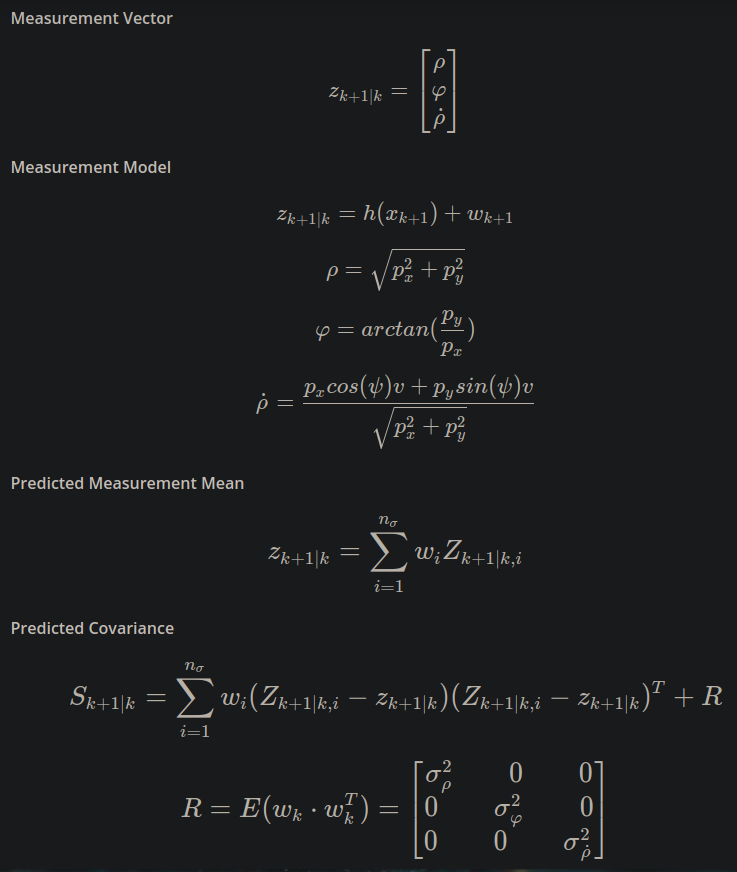 Measurement Vector
$z_{k+1|k} = \begin{bmatrix} \rho \\ \varphi \\ \dot{\rho} \end{bmatrix}$
Measurement Model
$z_{k+1|k} = h(x_{k+1}) + w_{k+1}$
$\rho = \sqrt{p_x^2 + p_y^2}$
$\varphi = arctan(\frac{p_y}{p_x})$
$\dot{\rho} = \frac{p_x cos(\psi)v + p_y sin(\psi)v}{\sqrt{p_x^2 + p_y^2}}$
Predicted Measurement Mean
$z_{k+1|k} = \sum_{i=1}^{n_\sigma} w_i Z_{k+1|k,i}$
Predicted Covariance
$S_{k+1|k} = \sum_{i=1}^{n_\sigma} w_i (Z_{k+1|k,i} - z_{k+1|k})(Z_{k+1|k,i} - z_{k+1|k})^T + R$
$R = E(w_k \cdot w_k^T) = \begin{bmatrix} \sigma_\rho^2 & 0 & 0 \\ 0 & \sigma_\varphi^2 & 0 \\ 0 & 0 & \sigma_{\dot{\rho}}^2 \end{bmatrix}$